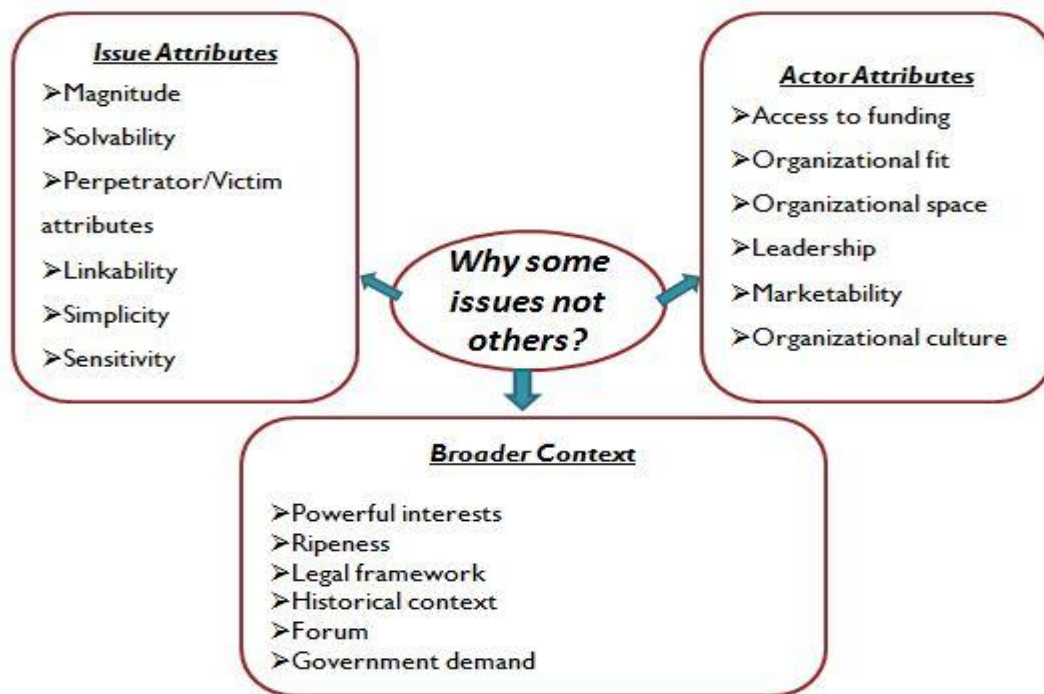 Issue Attributes
➢Magnitude
➢Solvability
➢Perpetrator/Victim
attributes
➢Linkability
➢Simplicity
➢Sensitivity
Actor Attributes
➢Access to funding
➢Organizational fit
➢Organizational space
➢Leadership
➢Marketability
➢Organizational culture
Why some
issues not
others?
Broader Context
➢Powerful interests
➢Ripeness
➢Legal framework
➢Historical context
➢Forum
➢Government demand